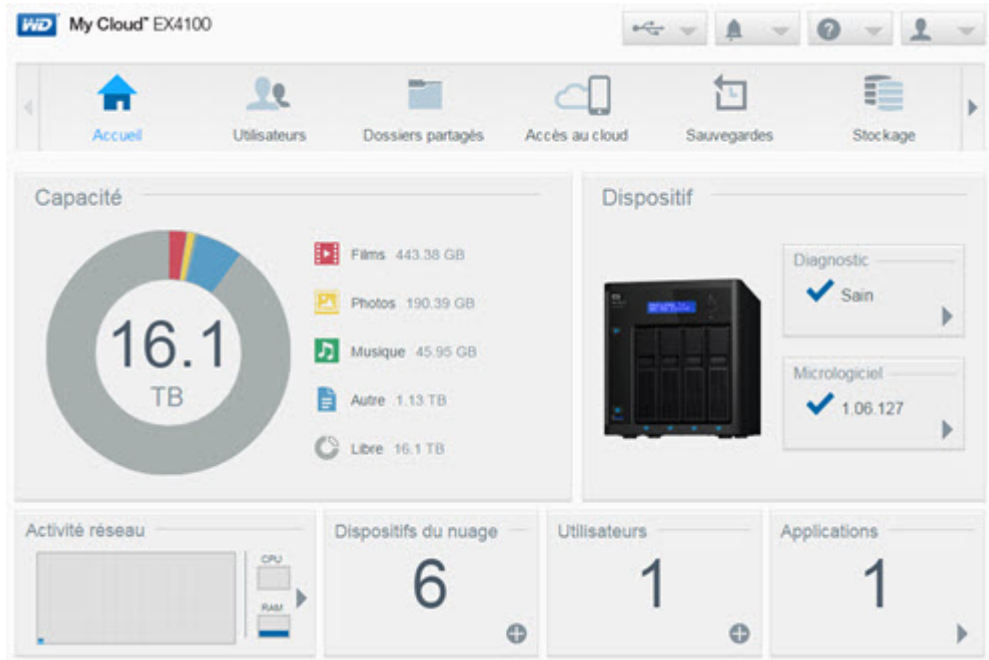 WD My Cloud™ EX4100
?
Accueil
Utilisateurs
Dossiers partagés
Accès au cloud
Sauvegardes
Stockage
Capacité
16.1
TB
Films 443.38 GB
Photos 190.39 GB
Musique 45.95 GB
Autre 1.13 TB
Libre 16.1 TB
Dispositif
Diagnostic
Sain
Micrologiciel
1.06.127
Activité réseau
CPU
RAM
Dispositifs du nuage
6
Utilisateurs
1
Applications
1